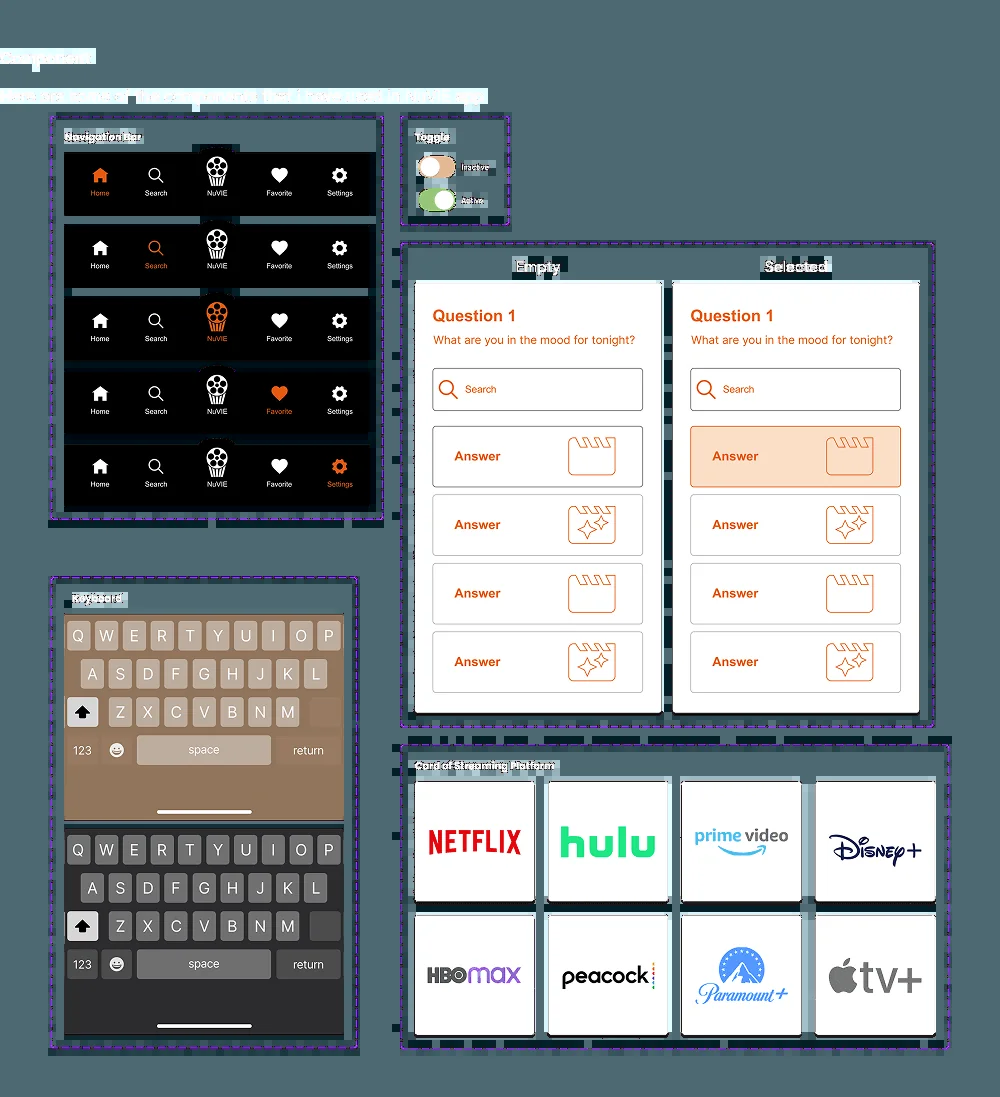 Components
Navigation Bar
Home Search NuVIE Favorite Settings
Home Search NuVIE Favorite Settings
Home Search NuVIE Favorite Settings
Home Search NuVIE Favorite Settings
Home Search NuVIE Favorite Settings
Toggle
Inactive
Active
Empty
Question 1
What are you in the mood for tonight?
Search
Answer
Answer
Answer
Answer
Selected
Question 1
What are you in the mood for tonight?
Search
Answer
Answer
Answer
Answer
Keyboard
Q W E R T Y U I O P
A S D F G H J K L
Z X C V B N M
123 space return
Q W E R T Y U I O P
A S D F G H J K L
Z X C V B N M
123 space return
Card of Streaming Platform
NETFLIX hulu prime video Disney+
HBOmax peacock Paramount+ tv+